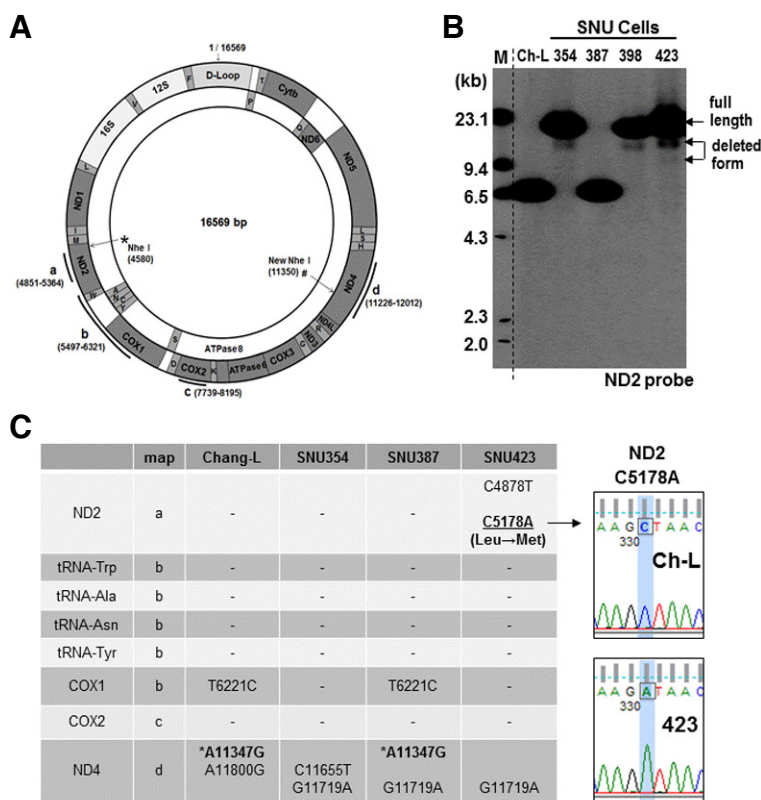 A
1 / 16569
D-Loop
T
Cytb
P
Q
ND6
ND5
L
S
H
ND4
ND4L
R
ND3
G
COX3
ATPase6
ATPase8
K
COX2
D
S
COX1
A
N
C
Y
W
ND2
M
I
ND1
L
16S
V
12S
F
16569 bp
*
Nhe I
(4580)
New Nhe I
(11350) #
a
(4851-5364)
b
(5497-6321)
C (7739-8195)
d
(11226-12012)
B
SNU Cells
M Ch-L 354 387 398 423
(kb)
23.1
9.4
6.5
4.3
2.3
2.0
full
length
deleted
form
ND2 probe
C
map Chang-L SNU354 SNU387 SNU423
ND2 a - - - C4878T
C5178A
(Leu→Met)
tRNA-Trp b - - - -
tRNA-Ala b - - - -
tRNA-Asn b - - - -
tRNA-Tyr b - - - -
COX1 b T6221C - T6221C -
COX2 c - - - -
ND4 d *A11347G *A11347G
A11800G C11655T
G11719A G11719A G11719A
ND2
C5178A
A A G C T A A C
330
Ch-L
A A G A T A A C
330
423